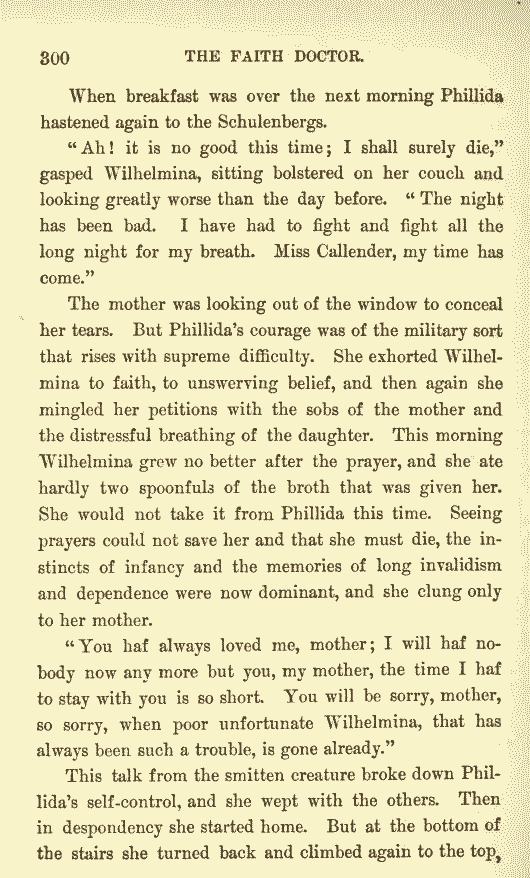 300 THE FAITH DOCTOR.
When breakfast was over the next morning Phillida
hastened again to the Schulenbergs.
“Ah! it is no good this time; I shall surely die,”
gasped Wilhelmina, sitting bolstered on her couch and
looking greatly worse than the day before. “The night
has been bad. I have had to fight and fight all the
long night for my breath. Miss Callender, my time has
come.”
The mother was looking out of the window to conceal
her tears. But Phillida’s courage was of the military sort
that rises with supreme difficulty. She exhorted Wilhel-
mina to faith, to unswerving belief, and then again she
mingled her petitions with the sobs of the mother and
the distressful breathing of the daughter. This morning
Wilhelmina grew no better after the prayer, and she ate
hardly two spoonfuls of the broth that was given her.
She would not take it from Phillida this time. Seeing
prayers could not save her and that she must die, the in-
stincts of infancy and the memories of long invalidism
and dependence were now dominant, and she clung only
to her mother.
“You haf always loved me, mother; I will haf no-
body now any more but you, my mother, the time I haf
to stay with you is so short. You will be sorry, mother,
so sorry, when poor unfortunate Wilhelmina, that has
always been such a trouble, is gone already.”
This talk from the smitten creature broke down Phil-
lida’s self-control, and she wept with the others. Then
in despondency she started home. But at the bottom of
the stairs she turned back and climbed again to the top,